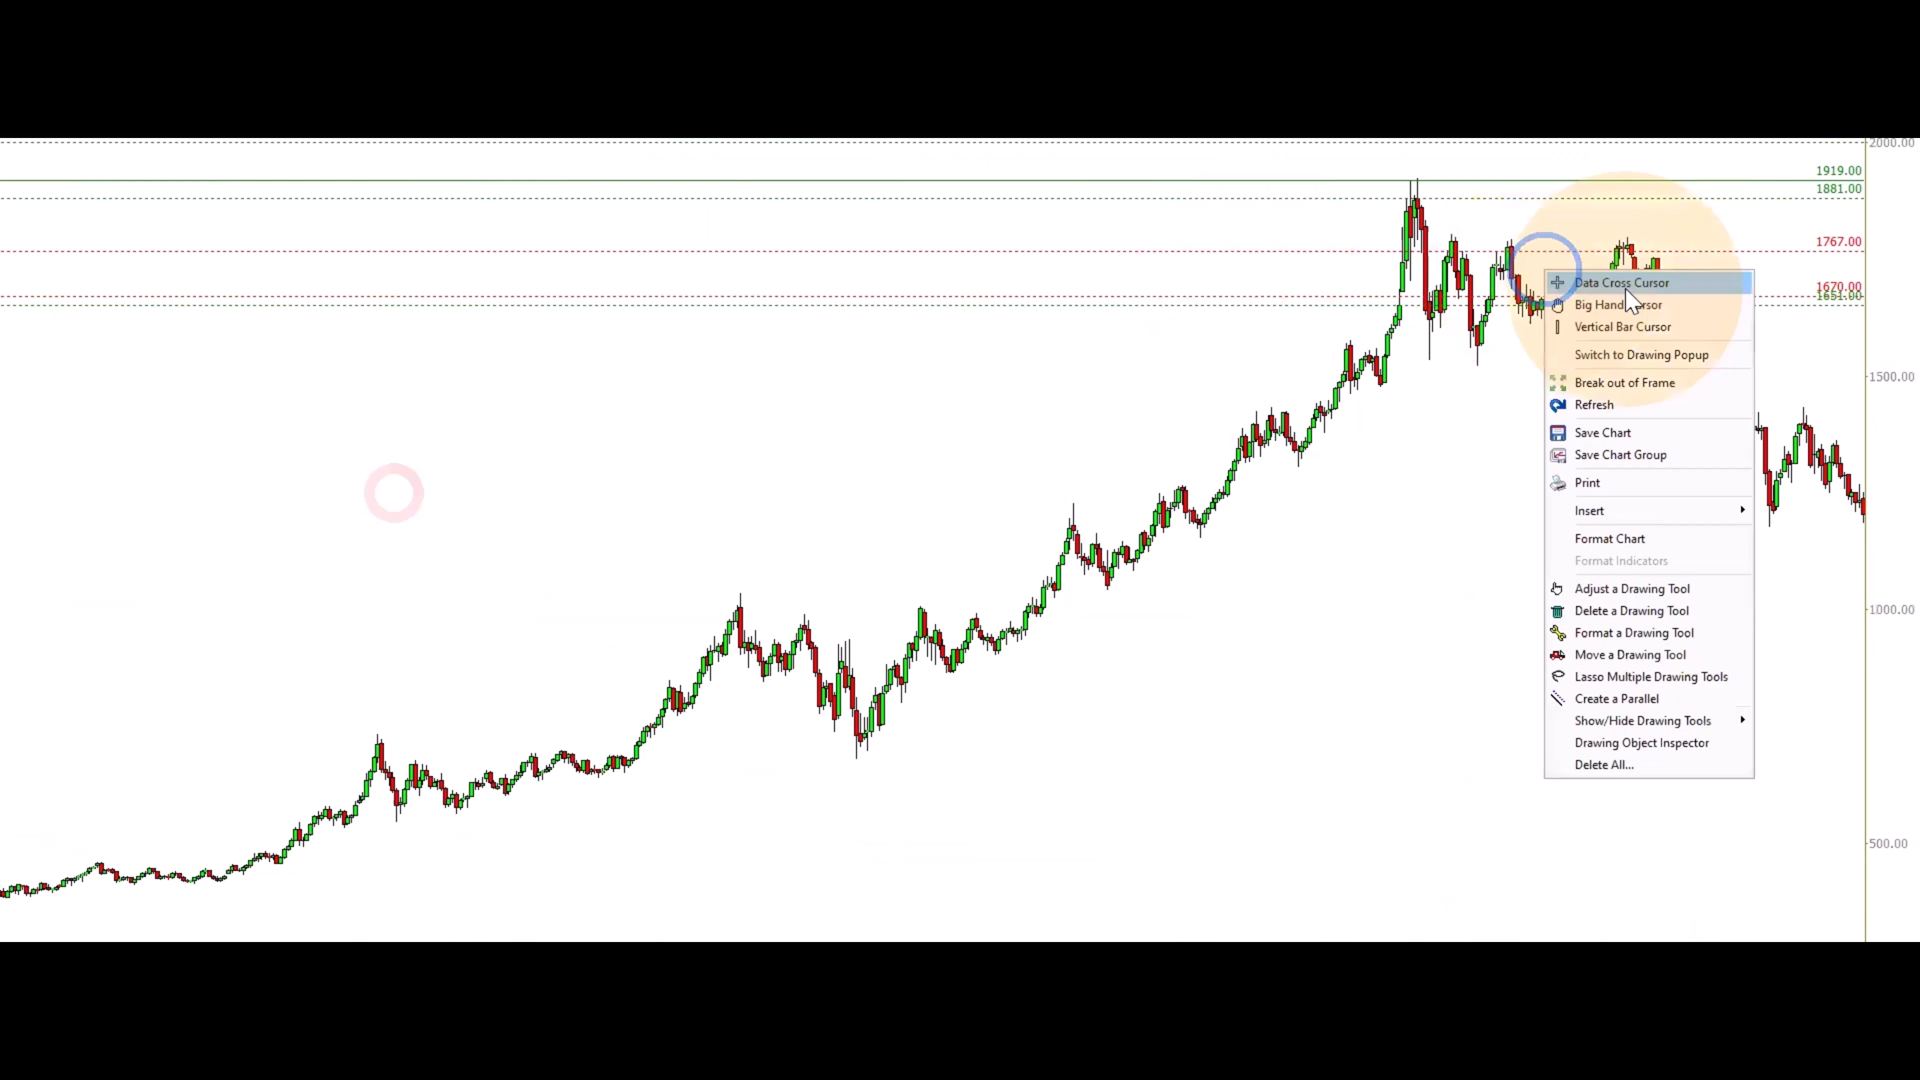 2000.00
1919.00
1881.00
1767.00
1670.00
1651.00
1500.00
1000.00
500.00
Data Cross Cursor
Big Hand Cursor
Vertical Bar Cursor
Switch to Drawing Popup
Break out of Frame
Refresh
Save Chart
Save Chart Group
Print
Insert
Format Chart
Format Indicators
Adjust a Drawing Tool
Delete a Drawing Tool
Format a Drawing Tool
Move a Drawing Tool
Lasso Multiple Drawing Tools
Create a Parallel
Show/Hide Drawing Tools
Drawing Object Inspector
Delete All...